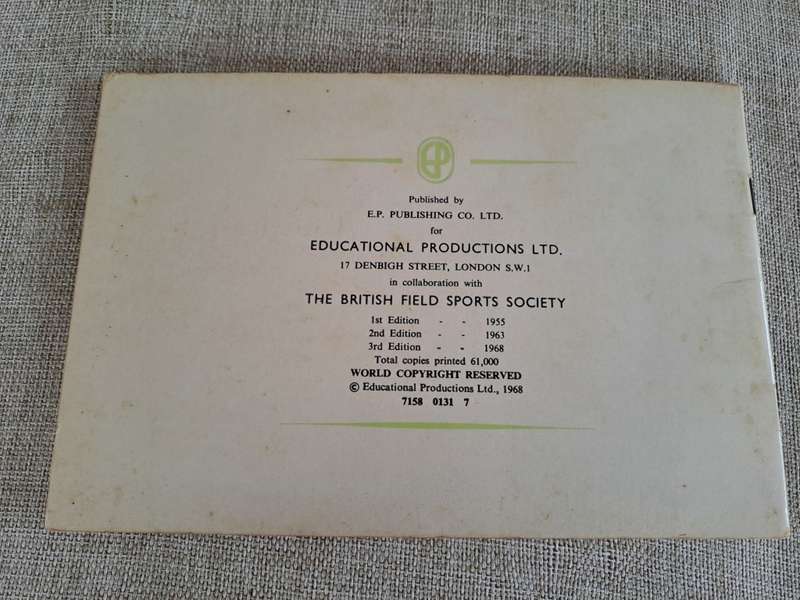 EP
Published by
E.P. PUBLISHING CO. LTD.
for
EDUCATIONAL PRODUCTIONS LTD.
17 DENBIGH STREET, LONDON S.W.1
in collaboration with
THE BRITISH FIELD SPORTS SOCIETY
1st Edition - - 1955
2nd Edition - - 1963
3rd Edition - - 1968
Total copies printed 61,000
WORLD COPYRIGHT RESERVED
© Educational Productions Ltd., 1968
7158 0131 7